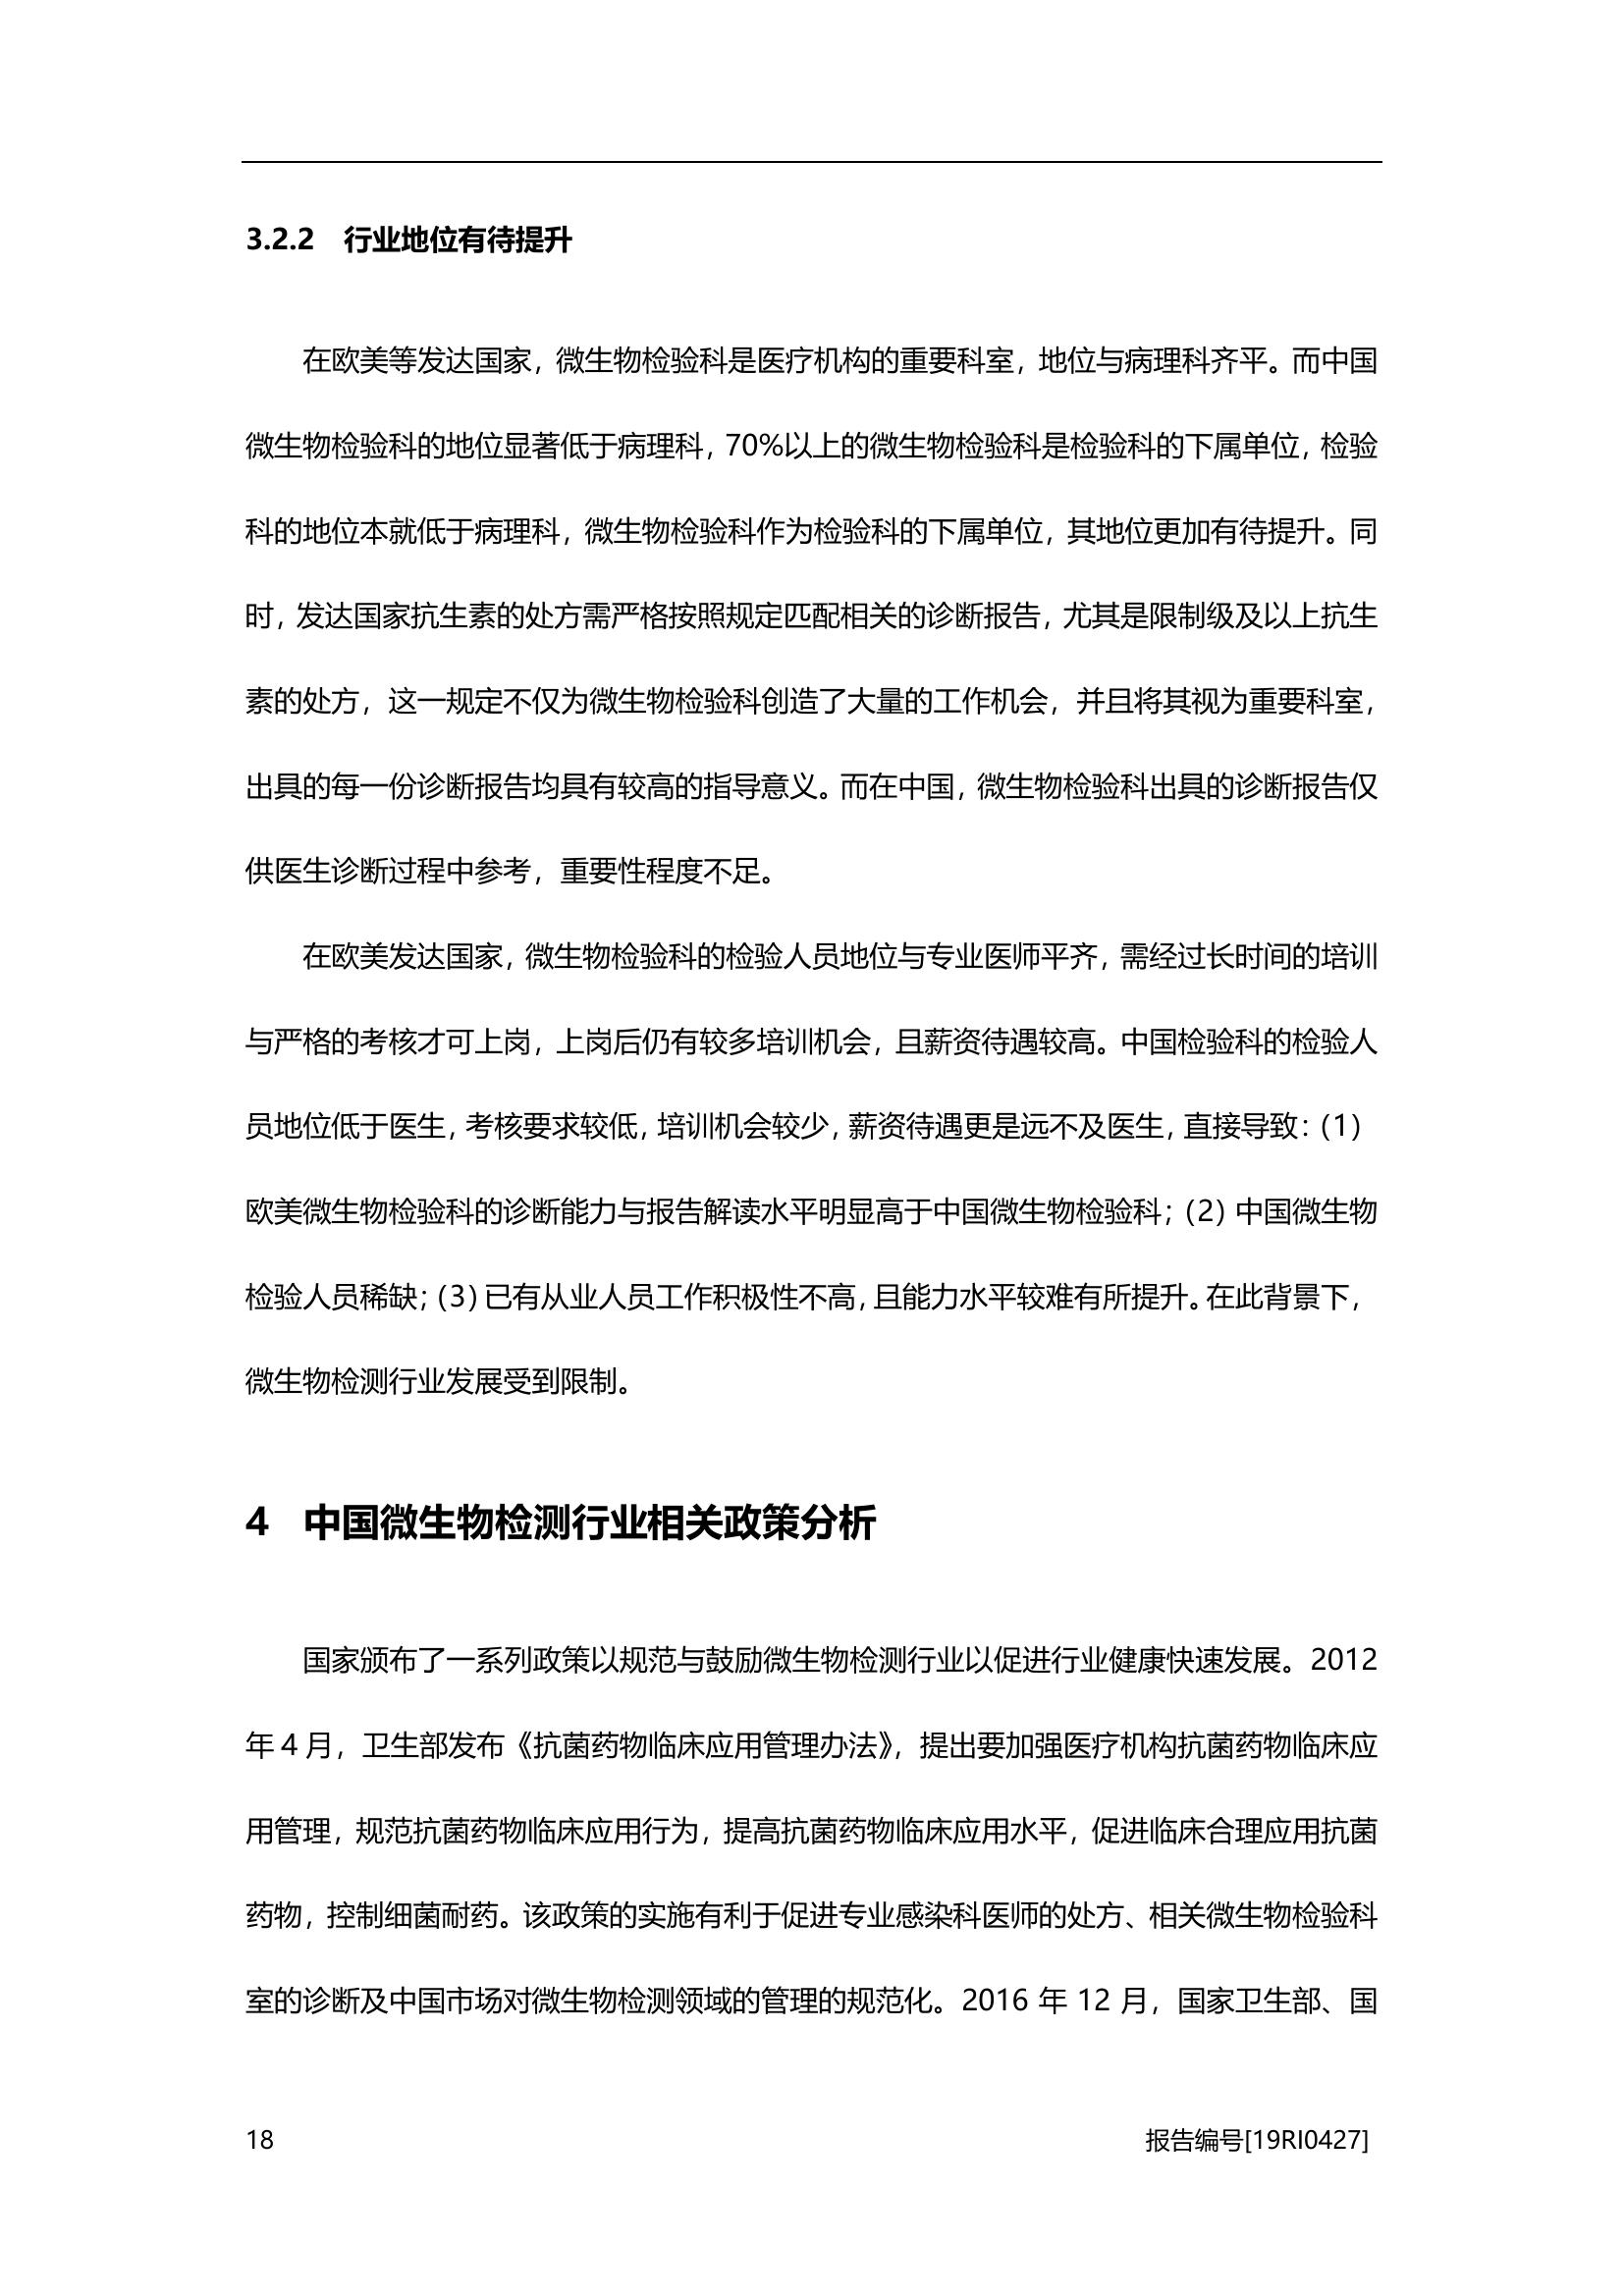 3.2.2 行业地位有待提升
在欧美等发达国家，微生物检验科是医疗机构的重要科室，地位与病理科齐平。而中国
微生物检验科的地位显著低于病理科，70%以上的微生物检验科是检验科的下属单位，检验
科的地位本就低于病理科，微生物检验科作为检验科的下属单位，其地位更加有待提升。同
时，发达国家抗生素的处方需严格按照规定匹配相关的诊断报告，尤其是限制级及以上抗生
素的处方，这一规定不仅为微生物检验科创造了大量的工作机会，并且将其视为重要科室，
出具的每一份诊断报告均具有较高的指导意义。而在中国，微生物检验科出具的诊断报告仅
供医生诊断过程中参考，重要性程度不足。
在欧美发达国家，微生物检验科的检验人员地位与专业医师平齐，需经过长时间的培训
与严格的考核才可上岗，上岗后仍有较多培训机会，且薪资待遇较高。中国检验科的检验人
员地位低于医生，考核要求较低，培训机会较少，薪资待遇更是远不及医生，直接导致：（1）
欧美微生物检验科的诊断能力与报告解读水平明显高于中国微生物检验科；（2）中国微生物
检验人员稀缺；（3）已有从业人员工作积极性不高，且能力水平较难有所提升。在此背景下，
微生物检测行业发展受到限制。
4 中国微生物检测行业相关政策分析
国家颁布了一系列政策以规范与鼓励微生物检测行业以促进行业健康快速发展。2012
年 4 月，卫生部发布《抗菌药物临床应用管理办法》，提出要加强医疗机构抗菌药物临床应
用管理，规范抗菌药物临床应用行为，提高抗菌药物临床应用水平，促进临床合理应用抗菌
药物，控制细菌耐药。该政策的实施有利于促进专业感染科医师的处方、相关微生物检验科
室的诊断及中国市场对微生物检测领域的管理的规范化。2016 年 12 月，国家卫生部、国
18 报告编号[19RI0427]